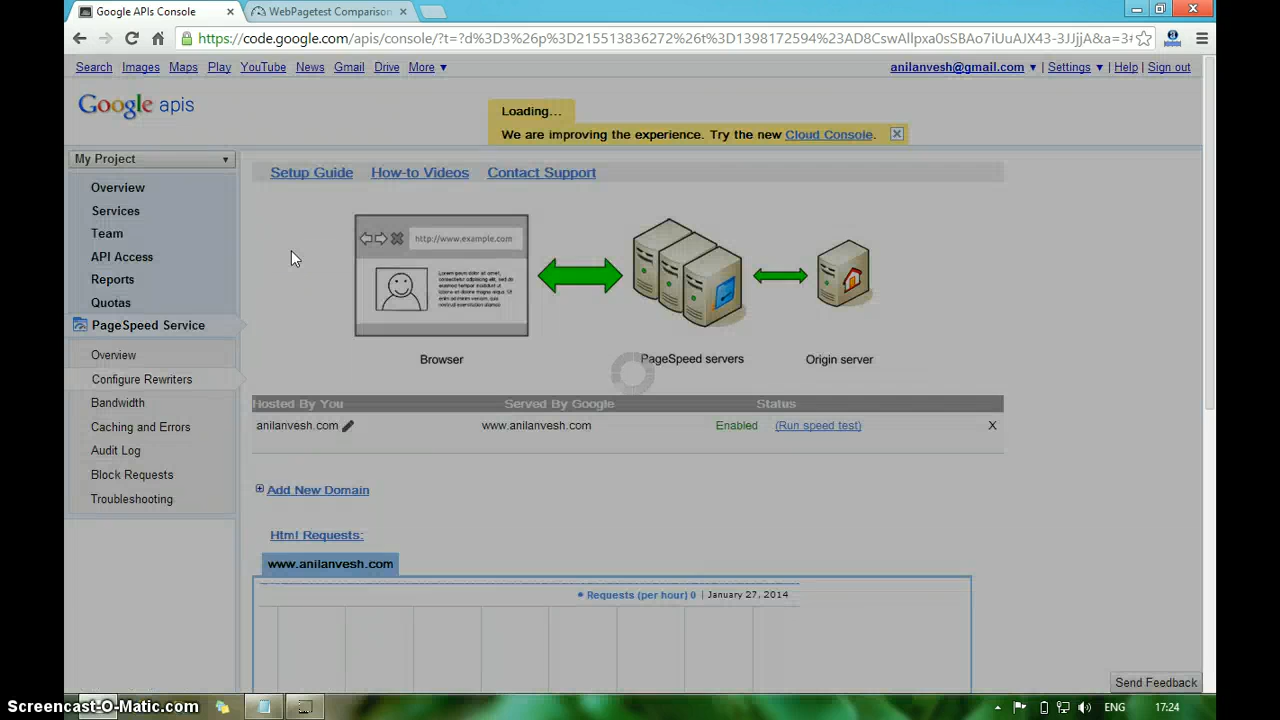 Google APIs Console
WebPagetest Comparison
https://code.google.com/apis/console/?t=?d%3D3%26p%3D215513836272%26t%3D1398172594%23AD8CswAllpxa0sSBAo7iUuAJX43-3JJjjA&a=3
Search Images Maps Play YouTube News Gmail Drive More ▼
anilanvesh@gmail.com ▼ | Settings ▼ | Help | Sign out
Google apis
Loading...
We are improving the experience. Try the new Cloud Console.
My Project
Overview
Services
Team
API Access
Reports
Quotas
PageSpeed Service
Overview
Configure Rewriters
Bandwidth
Caching and Errors
Audit Log
Block Requests
Troubleshooting
Setup Guide How-to Videos Contact Support
http://www.example.com
Browser PageSpeed servers Origin server
Hosted By You Served By Google Status
anilanvesh.com www.anilanvesh.com Enabled (Run speed test) X
Add New Domain
Html Requests:
www.anilanvesh.com
Requests (per hour) 0 | January 27, 2014
Send Feedback
Screencast-O-Matic.com
ENG 17:24